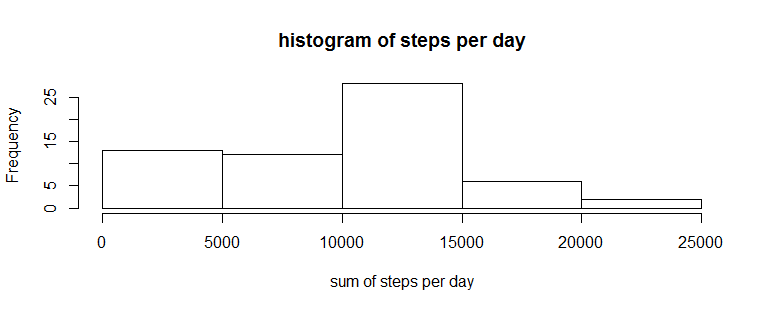 histogram of steps per day
Frequency
25
15
5
0
0 5000 10000 15000 20000 25000
sum of steps per day